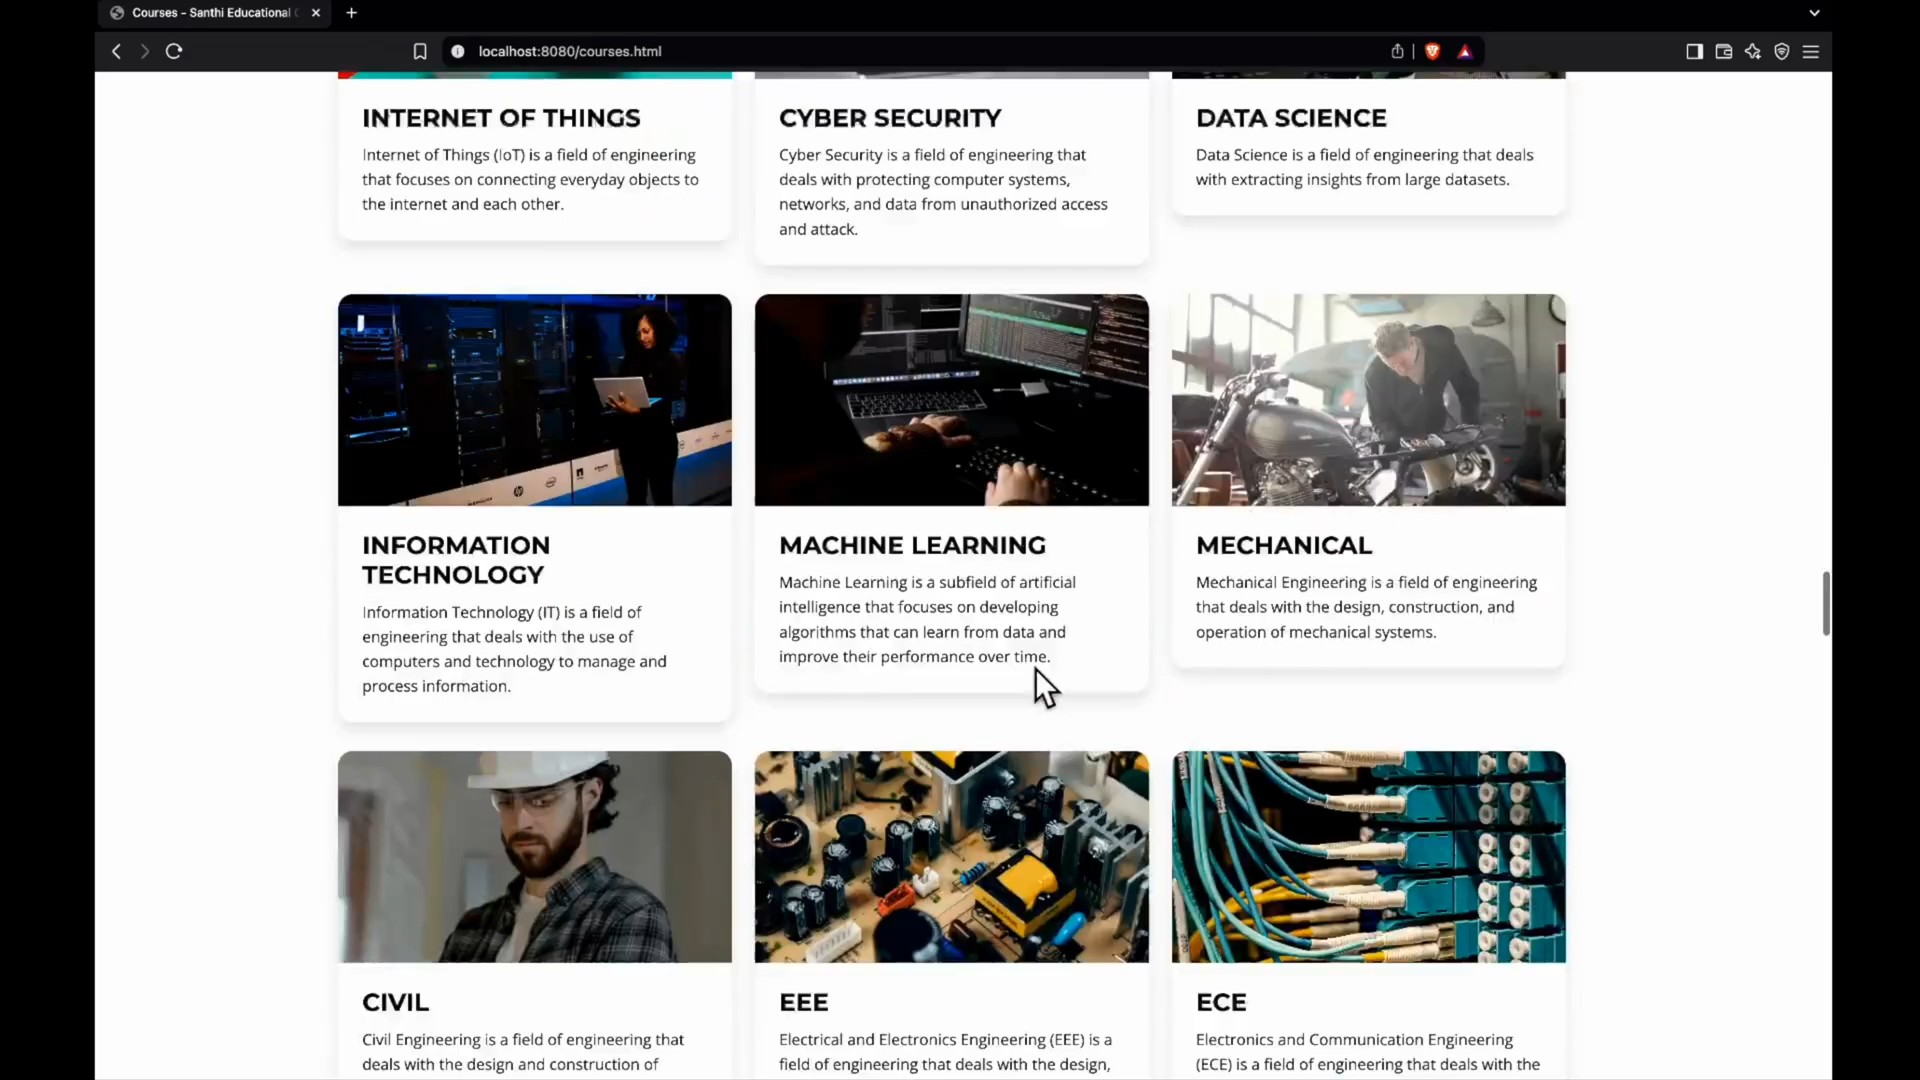 Courses – Santhi Educational
localhost:8080/courses.html
INTERNET OF THINGS
Internet of Things (IoT) is a field of engineering
that focuses on connecting everyday objects to
the internet and each other.
CYBER SECURITY
Cyber Security is a field of engineering that
deals with protecting computer systems,
networks, and data from unauthorized access
and attack.
DATA SCIENCE
Data Science is a field of engineering that deals
with extracting insights from large datasets.
INFORMATION
TECHNOLOGY
Information Technology (IT) is a field of
engineering that deals with the use of
computers and technology to manage and
process information.
MACHINE LEARNING
Machine Learning is a subfield of artificial
intelligence that focuses on developing
algorithms that can learn from data and
improve their performance over time.
MECHANICAL
Mechanical Engineering is a field of engineering
that deals with the design, construction, and
operation of mechanical systems.
CIVIL
Civil Engineering is a field of engineering that
deals with the design and construction of
EEE
Electrical and Electronics Engineering (EEE) is a
field of engineering that deals with the design,
ECE
Electronics and Communication Engineering
(ECE) is a field of engineering that deals with the